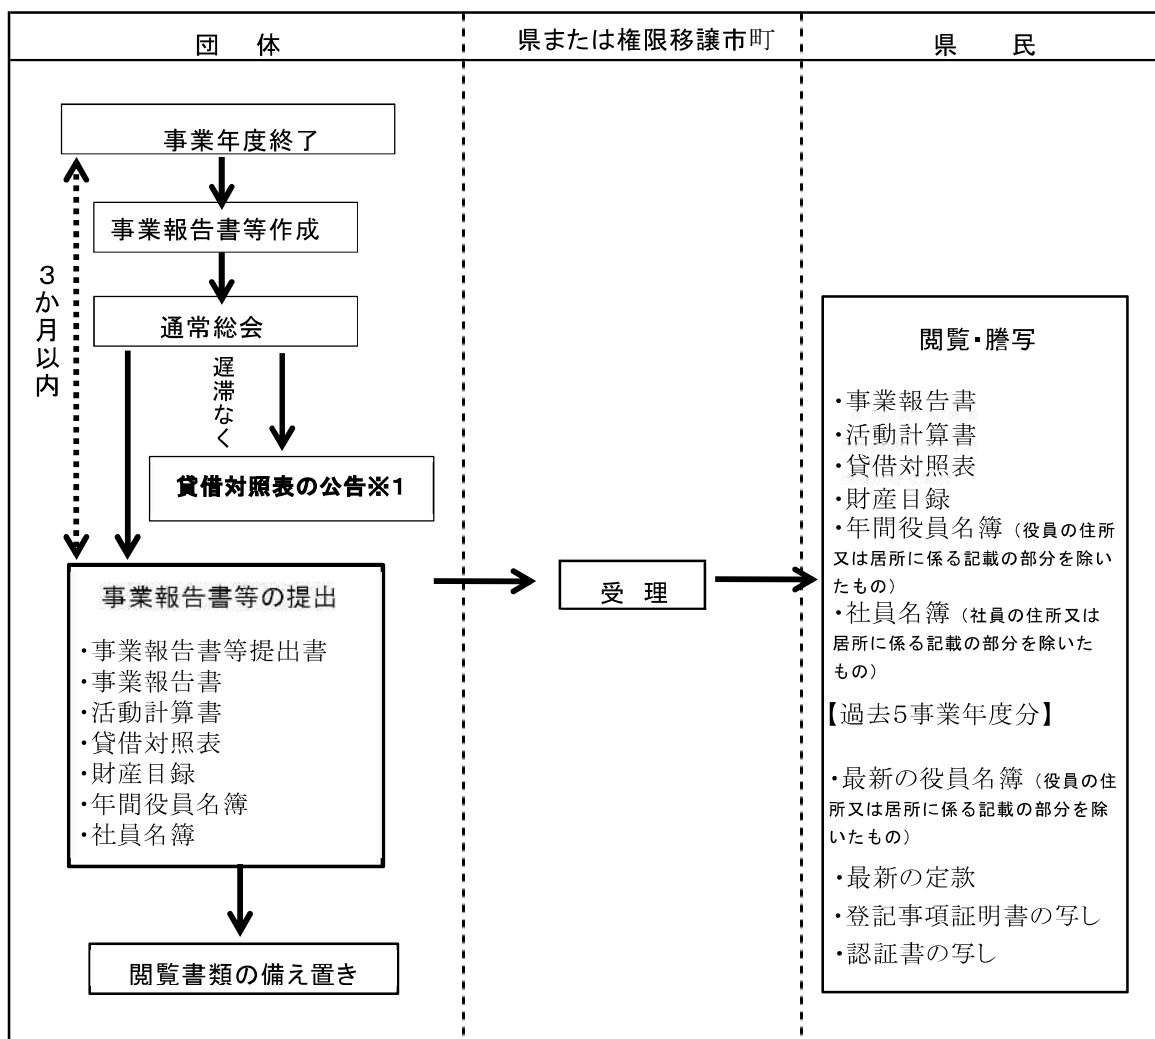 団　体
県または権限移譲市町
県　民
事業年度終了
事業報告書等作成
3か月以内
通常総会
遅滞なく
貸借対照表の公告※1
事業報告書等の提出
・事業報告書等提出書
・事業報告書
・活動計算書
・貸借対照表
・財産目録
・年間役員名簿
・社員名簿
閲覧書類の備え置き
受 理
閲覧・謄写
・事業報告書
・活動計算書
・貸借対照表
・財産目録
・年間役員名簿（役員の住所
又は居所に係る記載の部分を除い
たもの）
・社員名簿（社員の住所又は
居所に係る記載の部分を除いた
もの）
【過去5事業年度分】
・最新の役員名簿（役員の住
所又は居所に係る記載の部分を除
いたもの）
・最新の定款
・登記事項証明書の写し
・認証書の写し